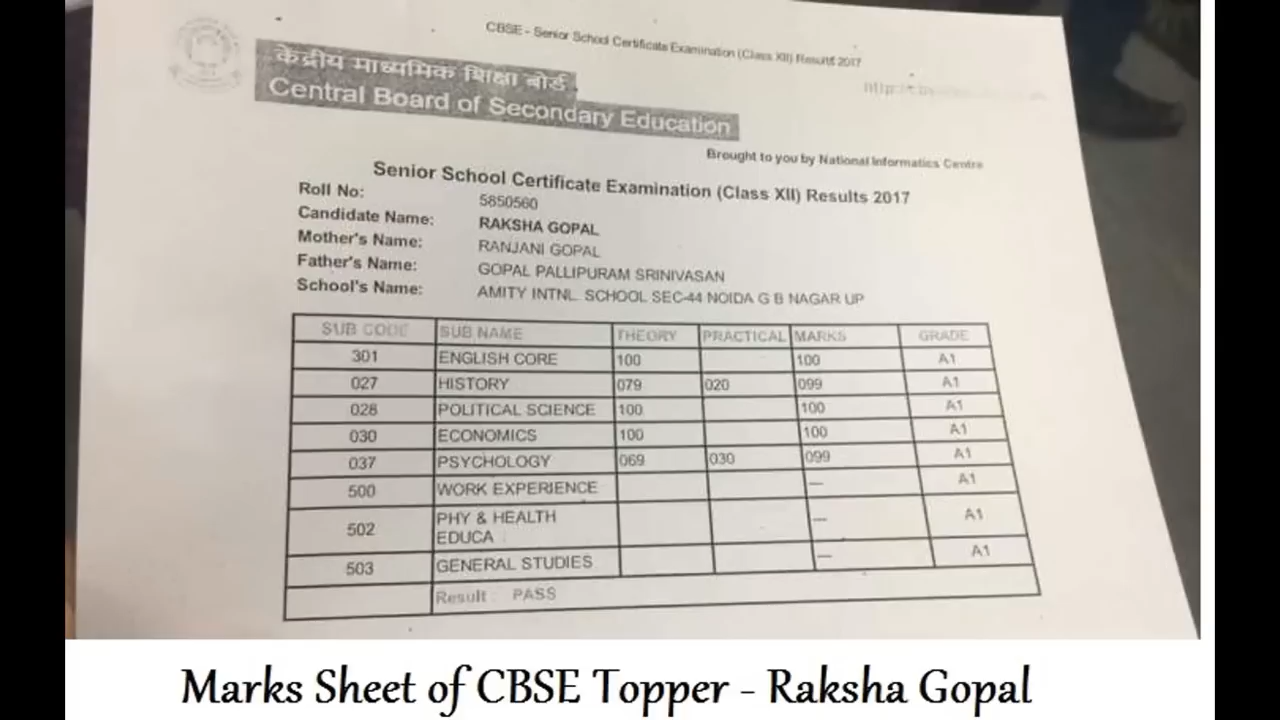 CBSE - Senior School Certificate Examination (Class XII) Results 2017
केंद्रीय माध्यमिक शिक्षा बोर्ड
Central Board of Secondary Education
Brought to you by National Informatics Centre
Senior School Certificate Examination (Class XII) Results 2017
Roll No: 5850560
Candidate Name: RAKSHA GOPAL
Mother's Name: RANJANI GOPAL
Father's Name: GOPAL PALLIPURAM SRINIVASAN
School's Name: AMITY INTNL. SCHOOL SEC-44 NOIDA G B NAGAR UP
SUB CODE SUB NAME THEORY PRACTICAL MARKS GRADE
301 ENGLISH CORE 100 100 A1
027 HISTORY 079 020 099 A1
028 POLITICAL SCIENCE 100 100 A1
030 ECONOMICS 100 100 A1
037 PSYCHOLOGY 069 030 099 A1
500 WORK EXPERIENCE --- A1
502 PHY & HEALTH EDUCA --- A1
503 GENERAL STUDIES --- A1
Result : PASS
Marks Sheet of CBSE Topper - Raksha Gopal